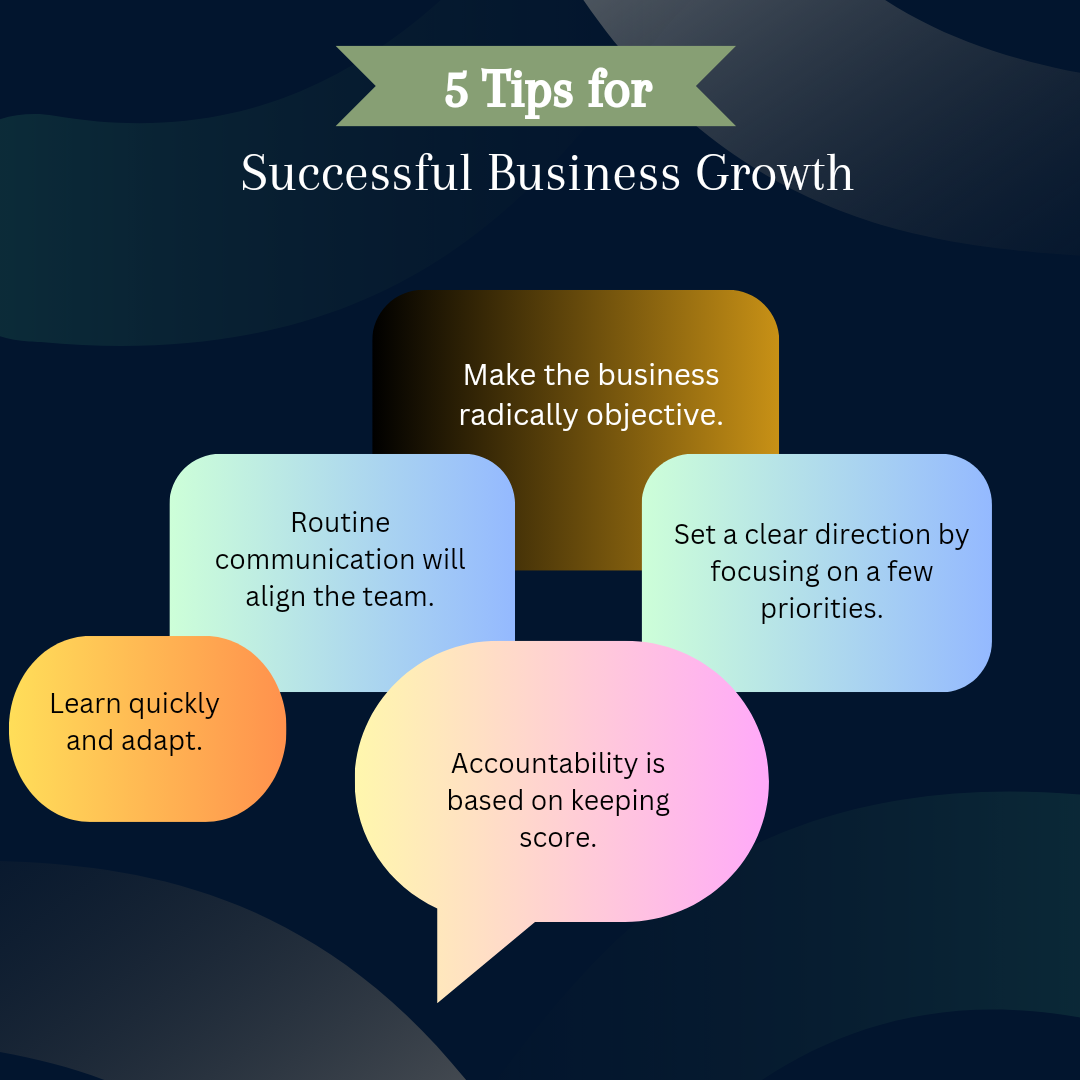 5 Tips for
Successful Business Growth
Make the business
radically objective.
Routine
communication will
align the team.
Set a clear direction by
focusing on a few
priorities.
Learn quickly
and adapt.
Accountability is
based on keeping
score.